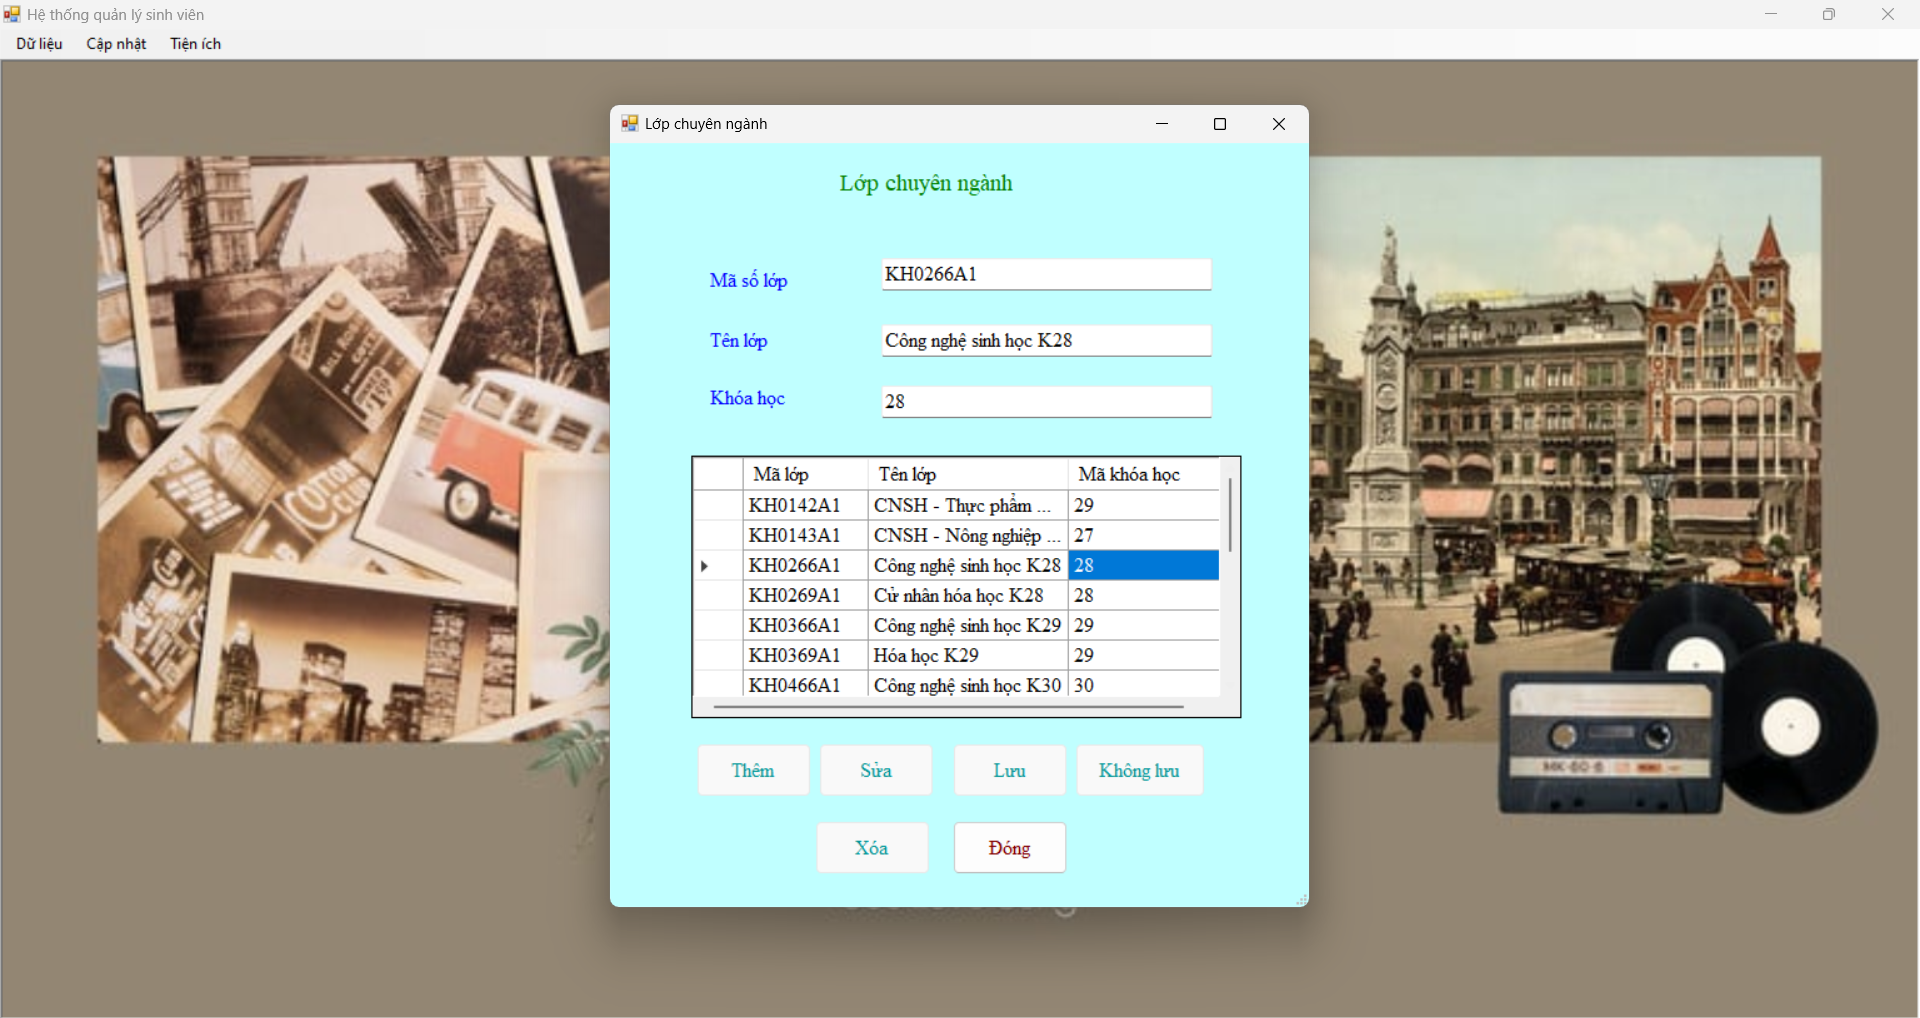 Hệ thống quản lý sinh viên
Dữ liệu Cập nhật Tiện ích
Lớp chuyên ngành
Lớp chuyên ngành
Mã số lớp KH0266A1
Tên lớp Công nghệ sinh học K28
Khóa học 28
Mã lớp Tên lớp Mã khóa học
KH0142A1 CNSH - Thực phẩm ... 29
KH0143A1 CNSH - Nông nghiệp ... 27
KH0266A1 Công nghệ sinh học K28 28
KH0269A1 Cử nhân hóa học K28 28
KH0366A1 Công nghệ sinh học K29 29
KH0369A1 Hóa học K29 29
KH0466A1 Công nghệ sinh học K30 30
Thêm Sửa Lưu Không lưu
Xóa Đóng
COTTON CLUB